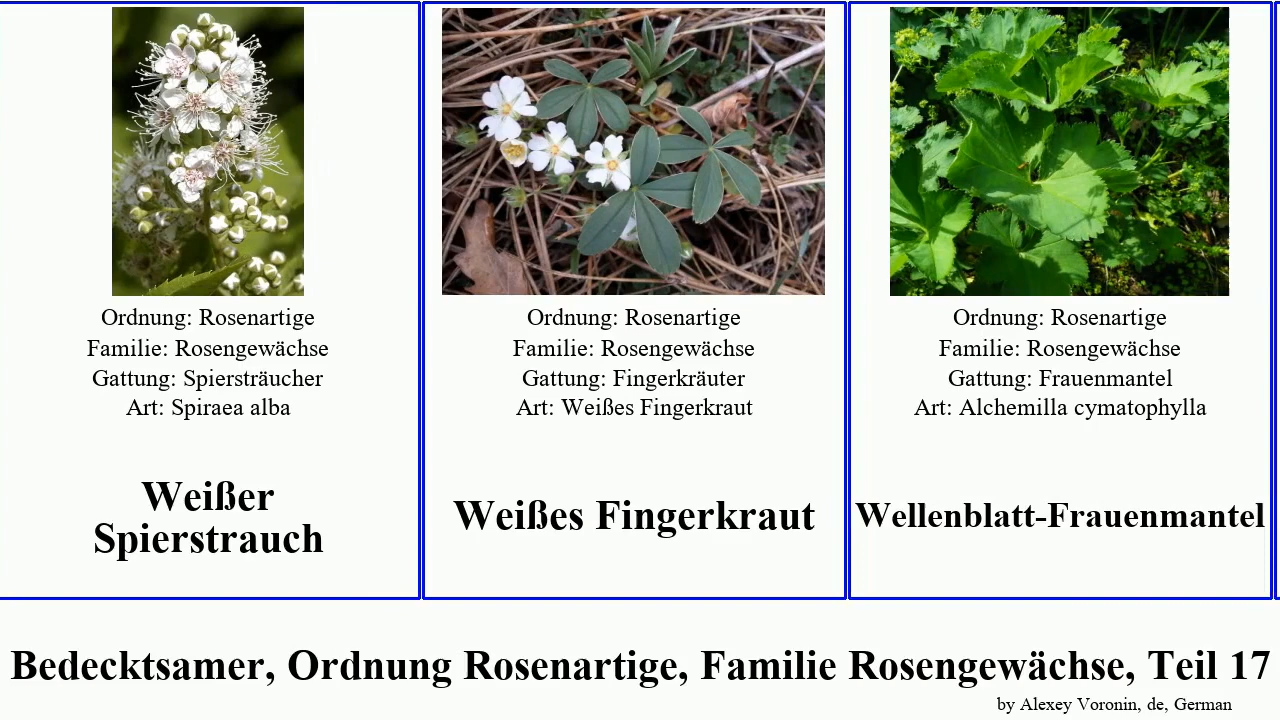 Ordnung: Rosenartige
Familie: Rosengewächse
Gattung: Spiersträucher
Art: Spiraea alba
Weißer
Spierstrauch
Ordnung: Rosenartige
Familie: Rosengewächse
Gattung: Fingerkräuter
Art: Weißes Fingerkraut
Weißes Fingerkraut
Ordnung: Rosenartige
Familie: Rosengewächse
Gattung: Frauenmantel
Art: Alchemilla cymatophylla
Wellenblatt-Frauenmantel
Bedecktsamer, Ordnung Rosenartige, Familie Rosengewächse, Teil 17
by Alexey Voronin, de, German